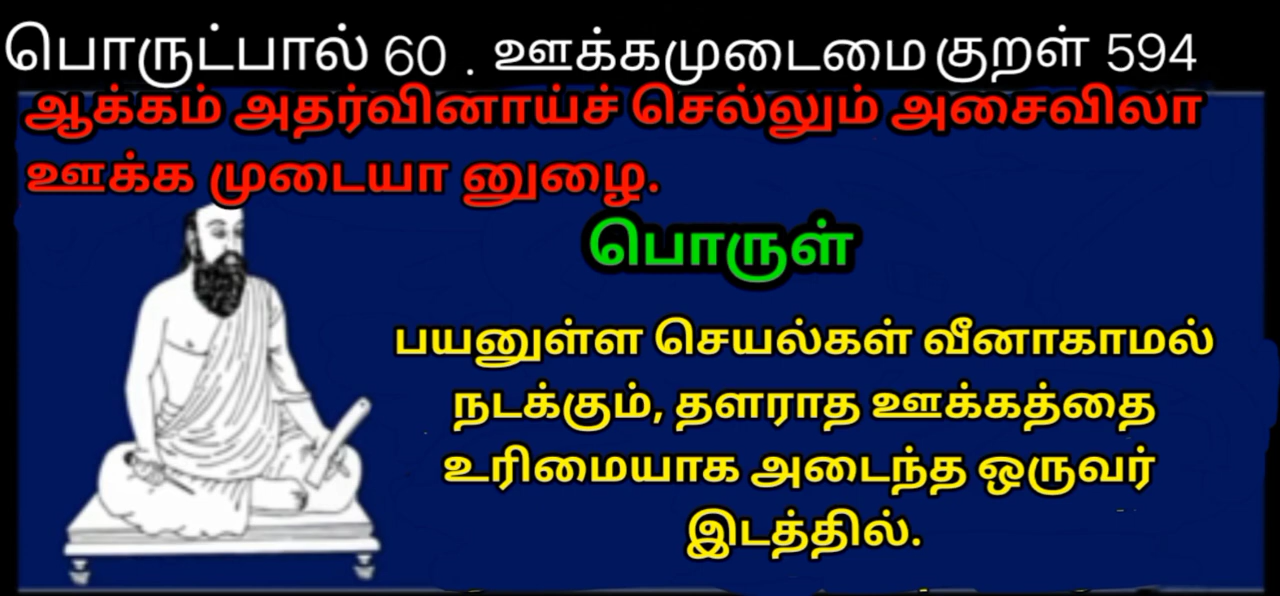 பொருட்பால் 60 . ஊக்கமுடைமை குறள் 594
ஆக்கம் அதர்வினாய்ச் செல்லும் அசைவிலா
ஊக்க முடையா னுழை.
பொருள்
பயனுள்ள செயல்கள் வீனாகாமல்
நடக்கும், தளராத ஊக்கத்தை
உரிமையாக அடைந்த ஒருவர்
இடத்தில்.